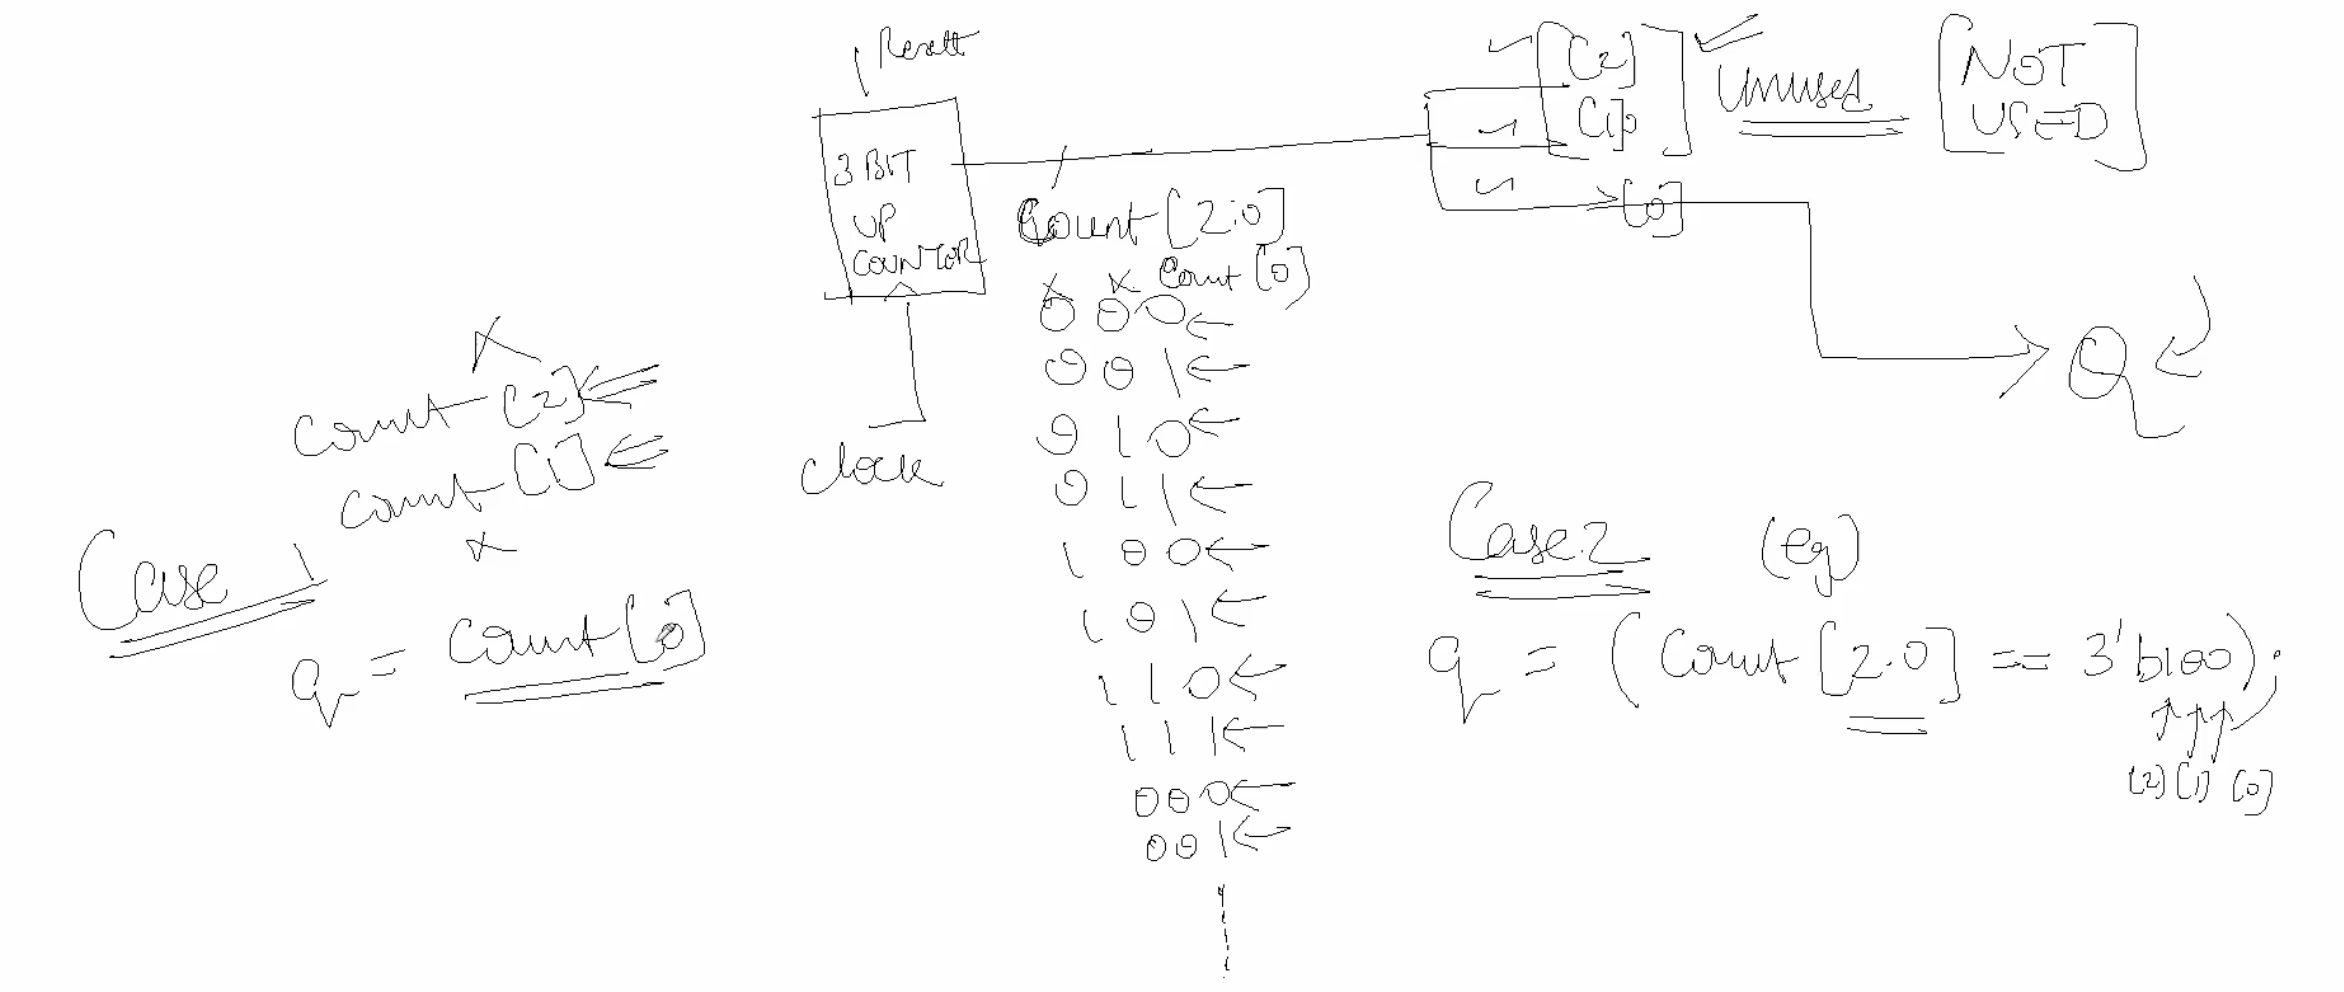 Resett
3 BIT
UP
COUNTOR
clock
Count [2:0]
Count [0]
x x
0 0 0
0 0 1
0 1 0
0 1 1
1 0 0
1 0 1
1 1 0
1 1 1
0 0 0
0 0 1
[2]
[1]
[0]
Unused
[NOT
USED]
Q
x
count [2]
count [1]
x
Case 1
q = count[0]
Case 2 (eg)
q = (Count [2:0] == 3'b100);
[2] [1] [0]